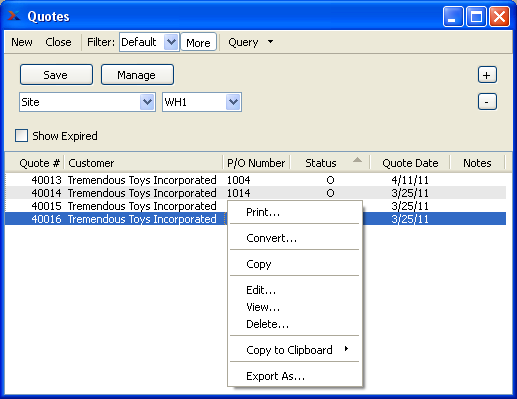 Quotes
New Close Filter: Default More Query
Save Manage +
Site WH1 -
Show Expired
Quote # Customer P/O Number Status Quote Date Notes
40013 Tremendous Toys Incorporated 1004 O 4/11/11
40014 Tremendous Toys Incorporated 1014 O 3/25/11
40015 Tremendous Toys Incorporated 3/25/11
40016 Tremendous Toys Incorporated 3/25/11
Print...
Convert...
Copy
Edit...
View...
Delete...
Copy to Clipboard
Export As...